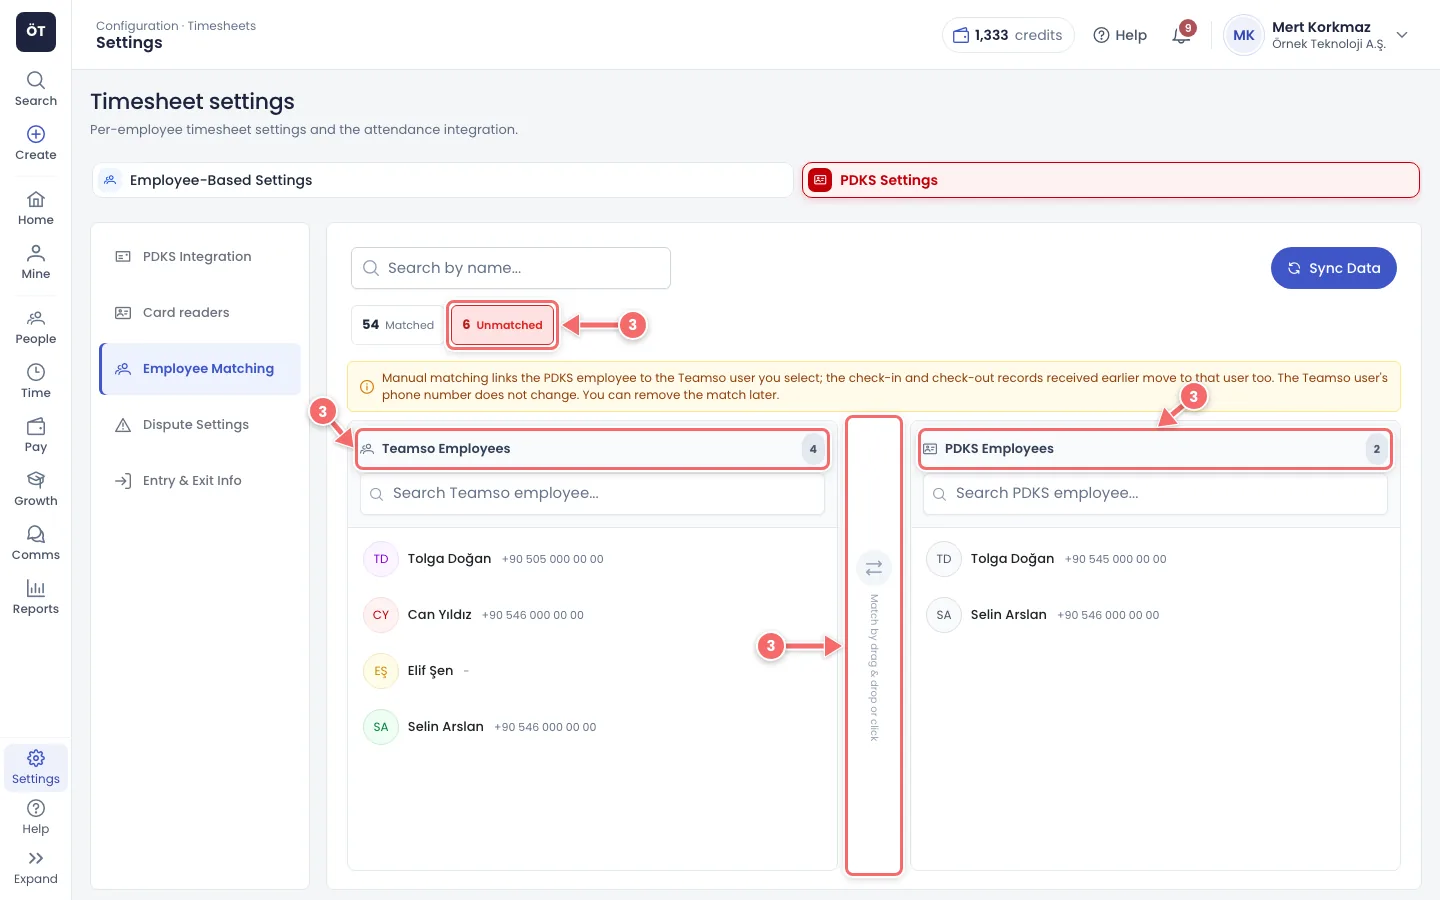 ÖT
Search
Create
Home
Mine
People
Time
Pay
Growth
Comms
Reports
Settings
Help
Expand
Configuration · Timesheets
Settings
1,333 credits
Help
9
MK
Mert Korkmaz
Örnek Teknoloji A.Ş.
Timesheet settings
Per-employee timesheet settings and the attendance integration.
Employee-Based Settings
PDKS Settings
PDKS Integration
Card readers
Employee Matching
Dispute Settings
Entry & Exit Info
Search by name...
Sync Data
54 Matched
6 Unmatched
3
Manual matching links the PDKS employee to the Teamso user you select; the check-in and check-out records received earlier move to that user too. The Teamso user's
phone number does not change. You can remove the match later.
3
3
Teamso Employees
4
Search Teamso employee...
TD Tolga Doğan +90 505 000 00 00
CY Can Yıldız +90 546 000 00 00
EŞ Elif Şen -
SA Selin Arslan +90 546 000 00 00
3
Match by drag & drop or click
PDKS Employees
2
Search PDKS employee...
TD Tolga Doğan +90 545 000 00 00
SA Selin Arslan +90 546 000 00 00